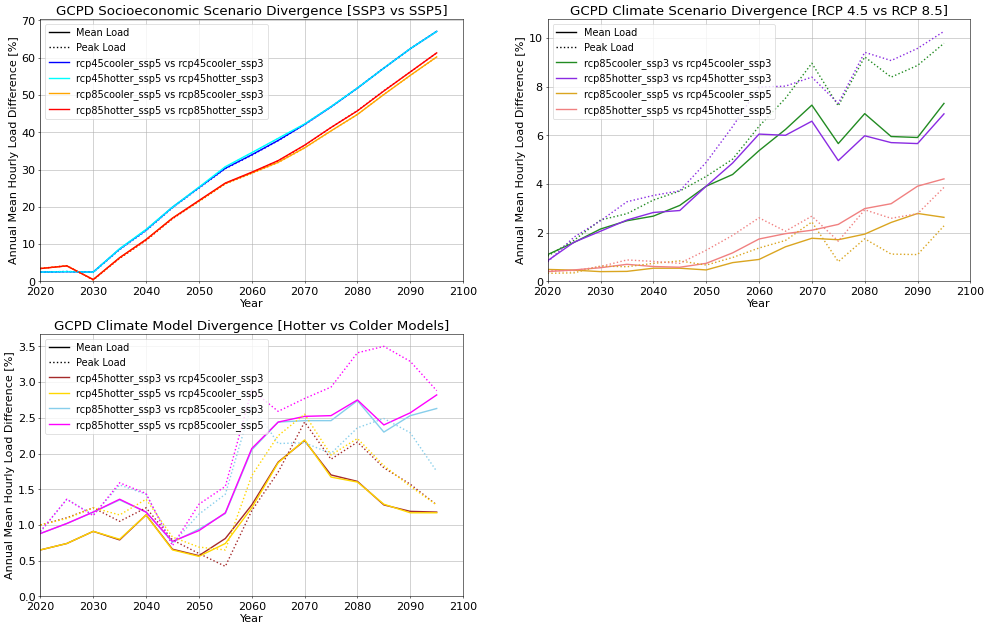 GCPD Socioeconomic Scenario Divergence [SSP3 vs SSP5]
Annual Mean Hourly Load Difference [%]
70
60
50
40
30
20
10
0
Mean Load
Peak Load
rcp45cooler_ssp5 vs rcp45cooler_ssp3
rcp45hotter_ssp5 vs rcp45hotter_ssp3
rcp85cooler_ssp5 vs rcp85cooler_ssp3
rcp85hotter_ssp5 vs rcp85hotter_ssp3
2020 2030 2040 2050 2060 2070 2080 2090 2100
Year
GCPD Climate Scenario Divergence [RCP 4.5 vs RCP 8.5]
Annual Mean Hourly Load Difference [%]
10
8
6
4
2
0
Mean Load
Peak Load
rcp85cooler_ssp3 vs rcp45cooler_ssp3
rcp85hotter_ssp3 vs rcp45hotter_ssp3
rcp85cooler_ssp5 vs rcp45cooler_ssp5
rcp85hotter_ssp5 vs rcp45hotter_ssp5
2020 2030 2040 2050 2060 2070 2080 2090 2100
Year
GCPD Climate Model Divergence [Hotter vs Colder Models]
Annual Mean Hourly Load Difference [%]
3.5
3.0
2.5
2.0
1.5
1.0
0.5
0.0
Mean Load
Peak Load
rcp45hotter_ssp3 vs rcp45cooler_ssp3
rcp45hotter_ssp5 vs rcp45cooler_ssp5
rcp85hotter_ssp3 vs rcp85cooler_ssp3
rcp85hotter_ssp5 vs rcp85cooler_ssp5
2020 2030 2040 2050 2060 2070 2080 2090 2100
Year